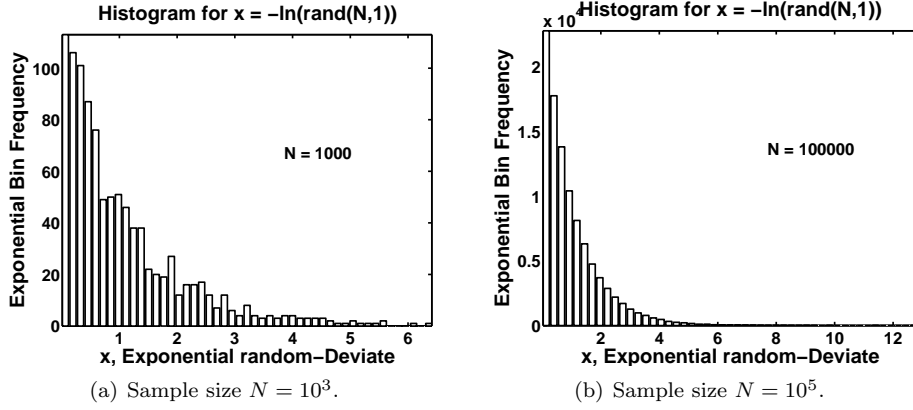 Histogram for x = −ln(rand(N,1))
Exponential Bin Frequency
100
80
60
40
20
0
N = 1000
1 2 3 4 5 6
x, Exponential random−Deviate
(a) Sample size N = 10³.
x 10⁴
Histogram for x = −ln(rand(N,1))
Exponential Bin Frequency
2
1.5
1
0.5
0
N = 100000
2 4 6 8 10 12
x, Exponential random−Deviate
(b) Sample size N = 10⁵.